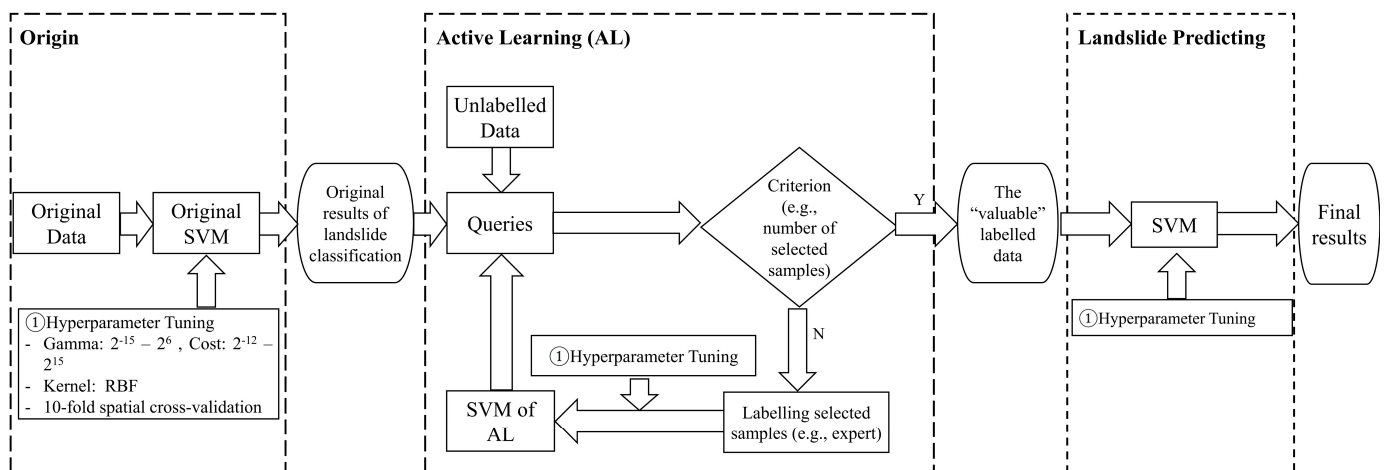 Origin
Original
Data
Original
SVM
①Hyperparameter Tuning
- Gamma: 2-15 – 26 , Cost: 2-12 –
215
- Kernel: RBF
- 10-fold spatial cross-validation
Original
results of
landslide
classification
Active Learning (AL)
Unlabelled
Data
Queries
Criterion
(e.g.,
number of
selected
samples)
Y
N
①Hyperparameter Tuning
SVM of
AL
Labelling selected
samples (e.g., expert)
The
“valuable”
labelled
data
Landslide Predicting
SVM
①Hyperparameter Tuning
Final
results